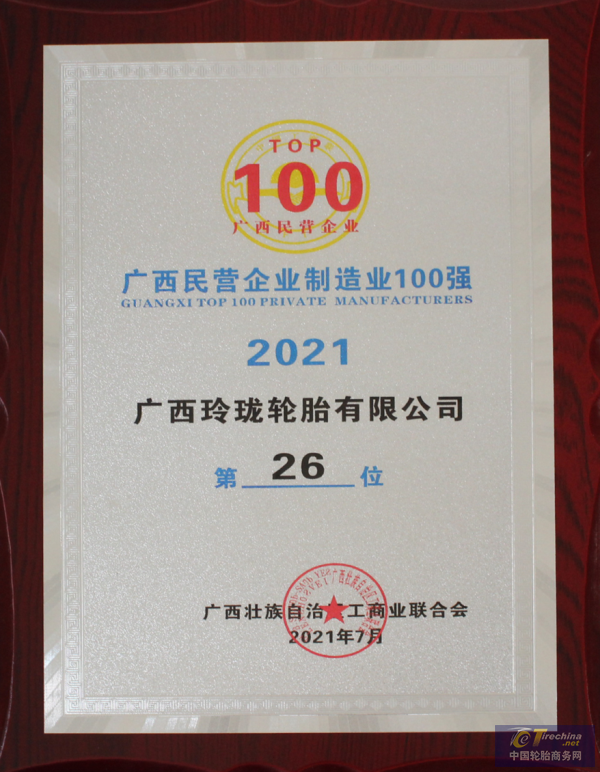 TOP
100
广西民营企业
广西民营企业制造业100强
GUANGXI TOP 100 PRIVATE MANUFACTURERS
2021
广西玲珑轮胎有限公司
第 26 位
广西壮族自治区工商业联合会
2021年7月
Tirechina
.net
中国轮胎商务网